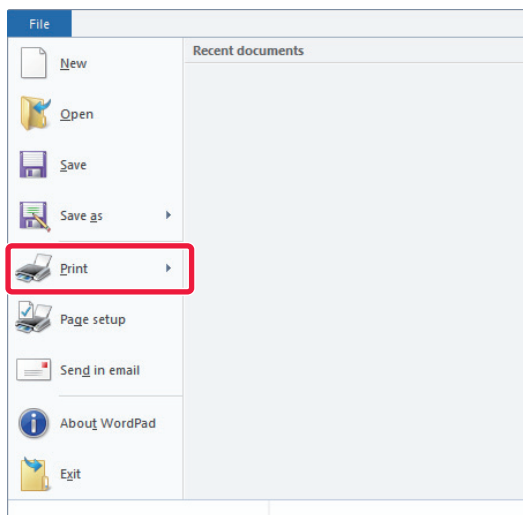 File
Recent documents
New
Open
Save
Save as
Print
Page setup
Send in email
About WordPad
Exit